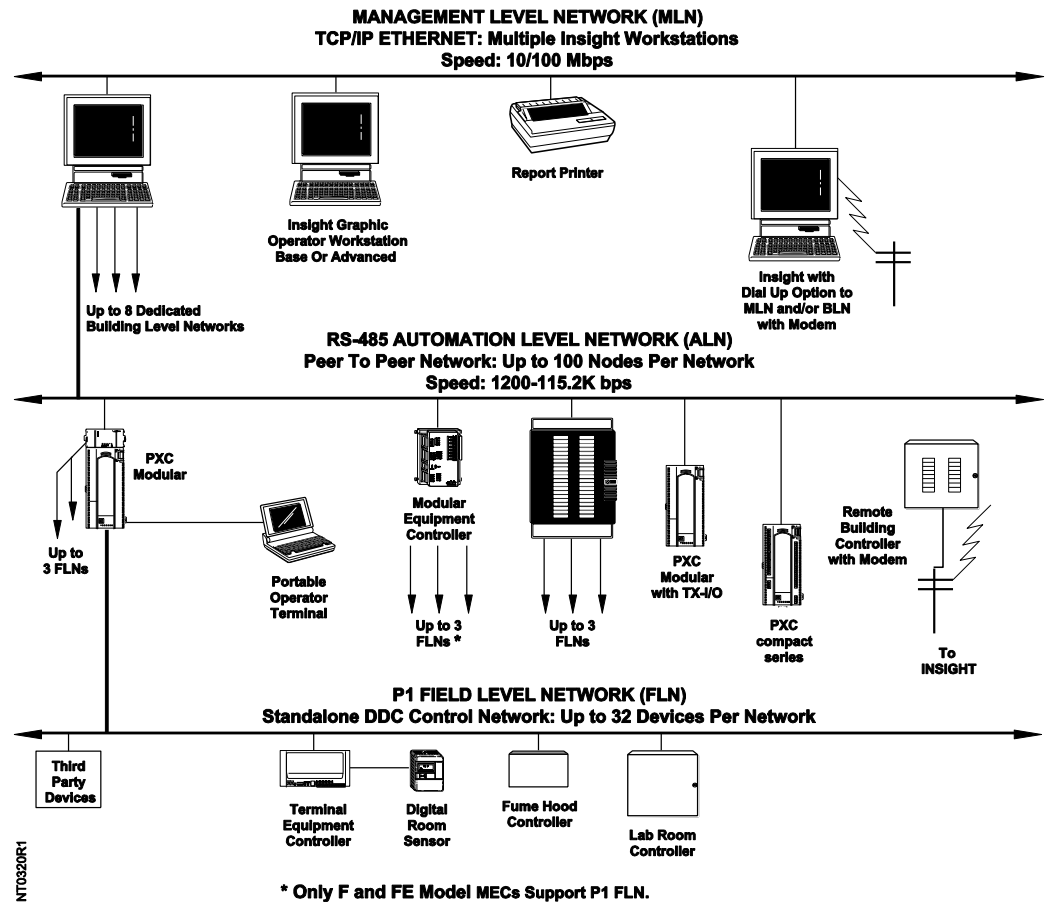 MANAGEMENT LEVEL NETWORK (MLN)
TCP/IP ETHERNET: Multiple Insight Workstations
Speed: 10/100 Mbps
Report Printer
Insight Graphic
Operator Workstation
Base Or Advanced
Insight with
Dial Up Option to
MLN and/or BLN
with Modem
Up to 8 Dedicated
Building Level Networks
RS-485 AUTOMATION LEVEL NETWORK (ALN)
Peer To Peer Network: Up to 100 Nodes Per Network
Speed: 1200-115.2K bps
PXC
Modular
Up to
3 FLNs
Portable
Operator
Terminal
Modular
Equipment
Controller
Up to 3
FLNs *
Up to 3
FLNs
PXC
Modular
with TX-I/O
PXC
compact
series
Remote
Building
Controller
with Modem
To
INSIGHT
P1 FIELD LEVEL NETWORK (FLN)
Standalone DDC Control Network: Up to 32 Devices Per Network
Third
Party
Devices
Terminal
Equipment
Controller
Digital
Room
Sensor
Fume Hood
Controller
Lab Room
Controller
NT0320R1
* Only F and FE Model MECs Support P1 FLN.